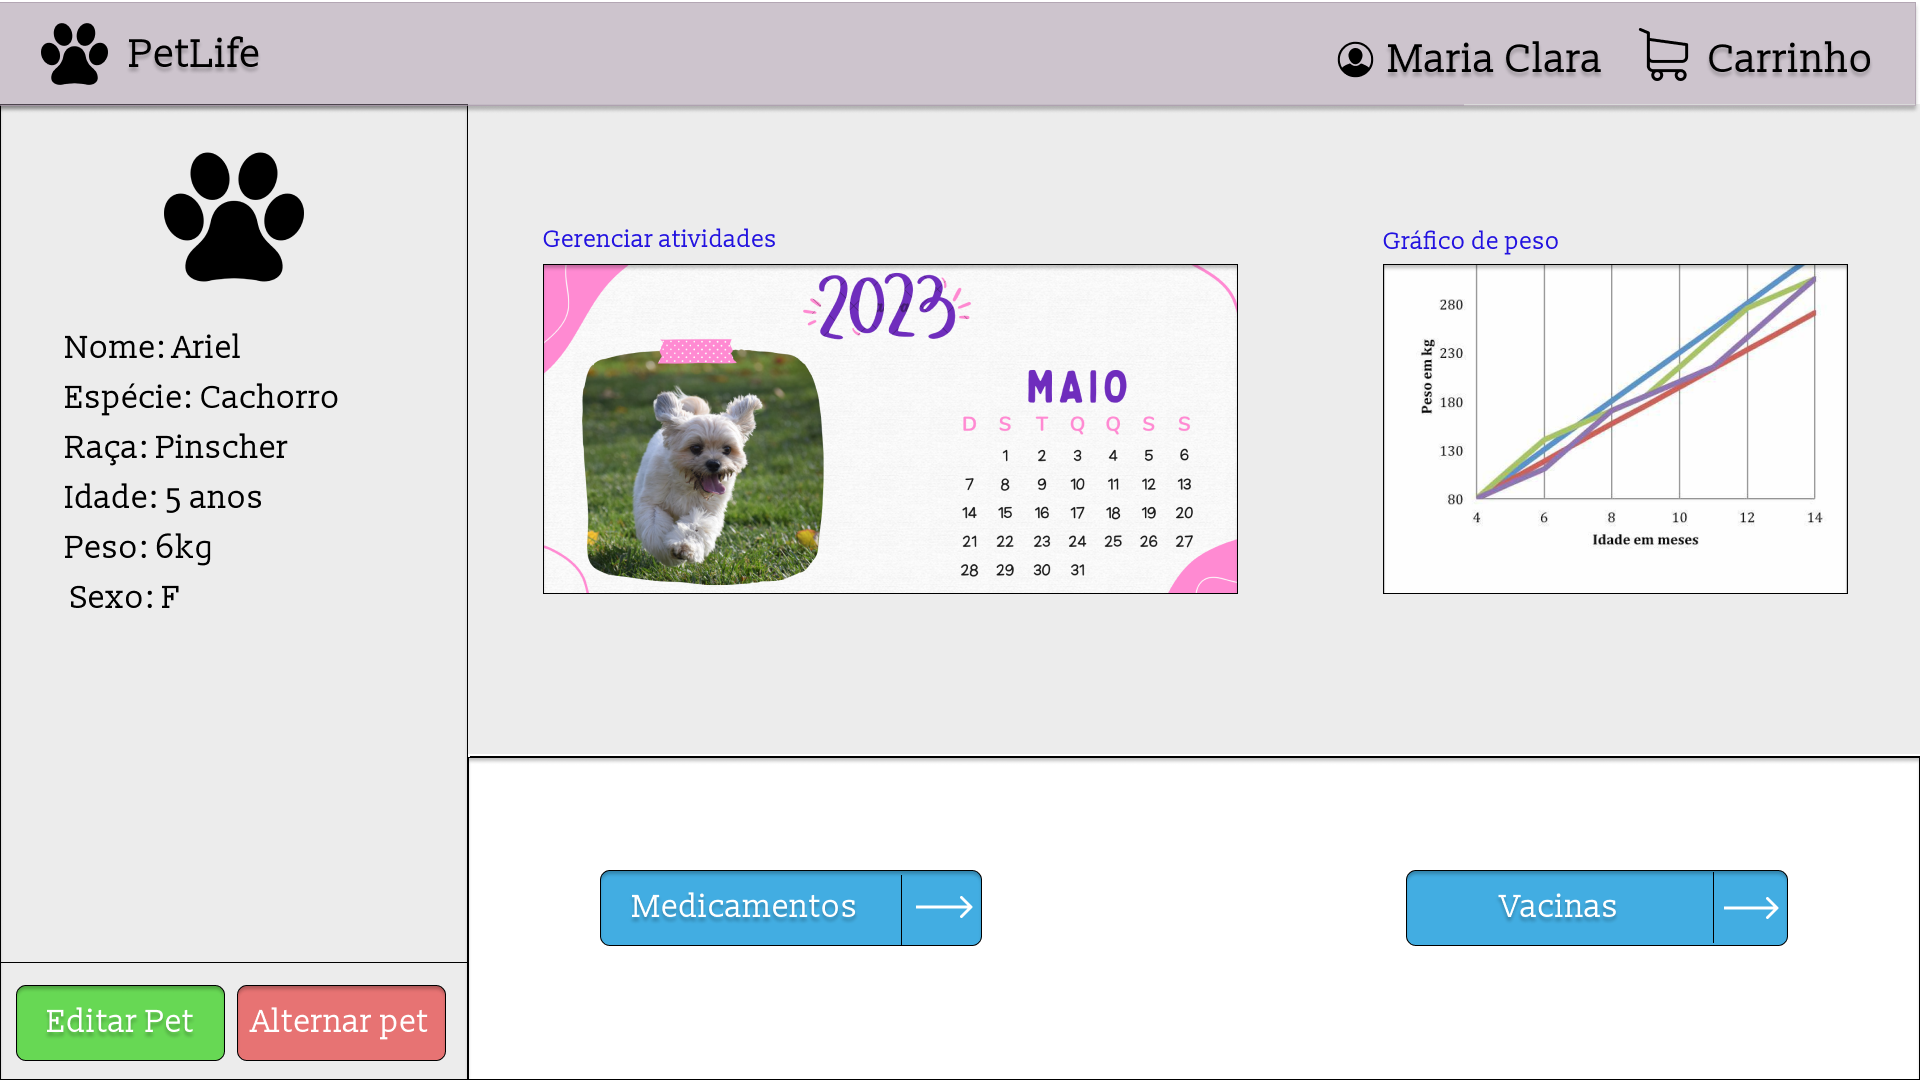 PetLife
Maria Clara
Carrinho
Nome: Ariel
Espécie: Cachorro
Raça: Pinscher
Idade: 5 anos
Peso: 6kg
Sexo: F
Editar Pet
Alternar pet
Gerenciar atividades
2023
MAIO
D S T Q Q S S
1 2 3 4 5 6
7 8 9 10 11 12 13
14 15 16 17 18 19 20
21 22 23 24 25 26 27
28 29 30 31
Gráfico de peso
Peso em kg
280
230
180
130
80
4 6 8 10 12 14
Idade em meses
Medicamentos
Vacinas